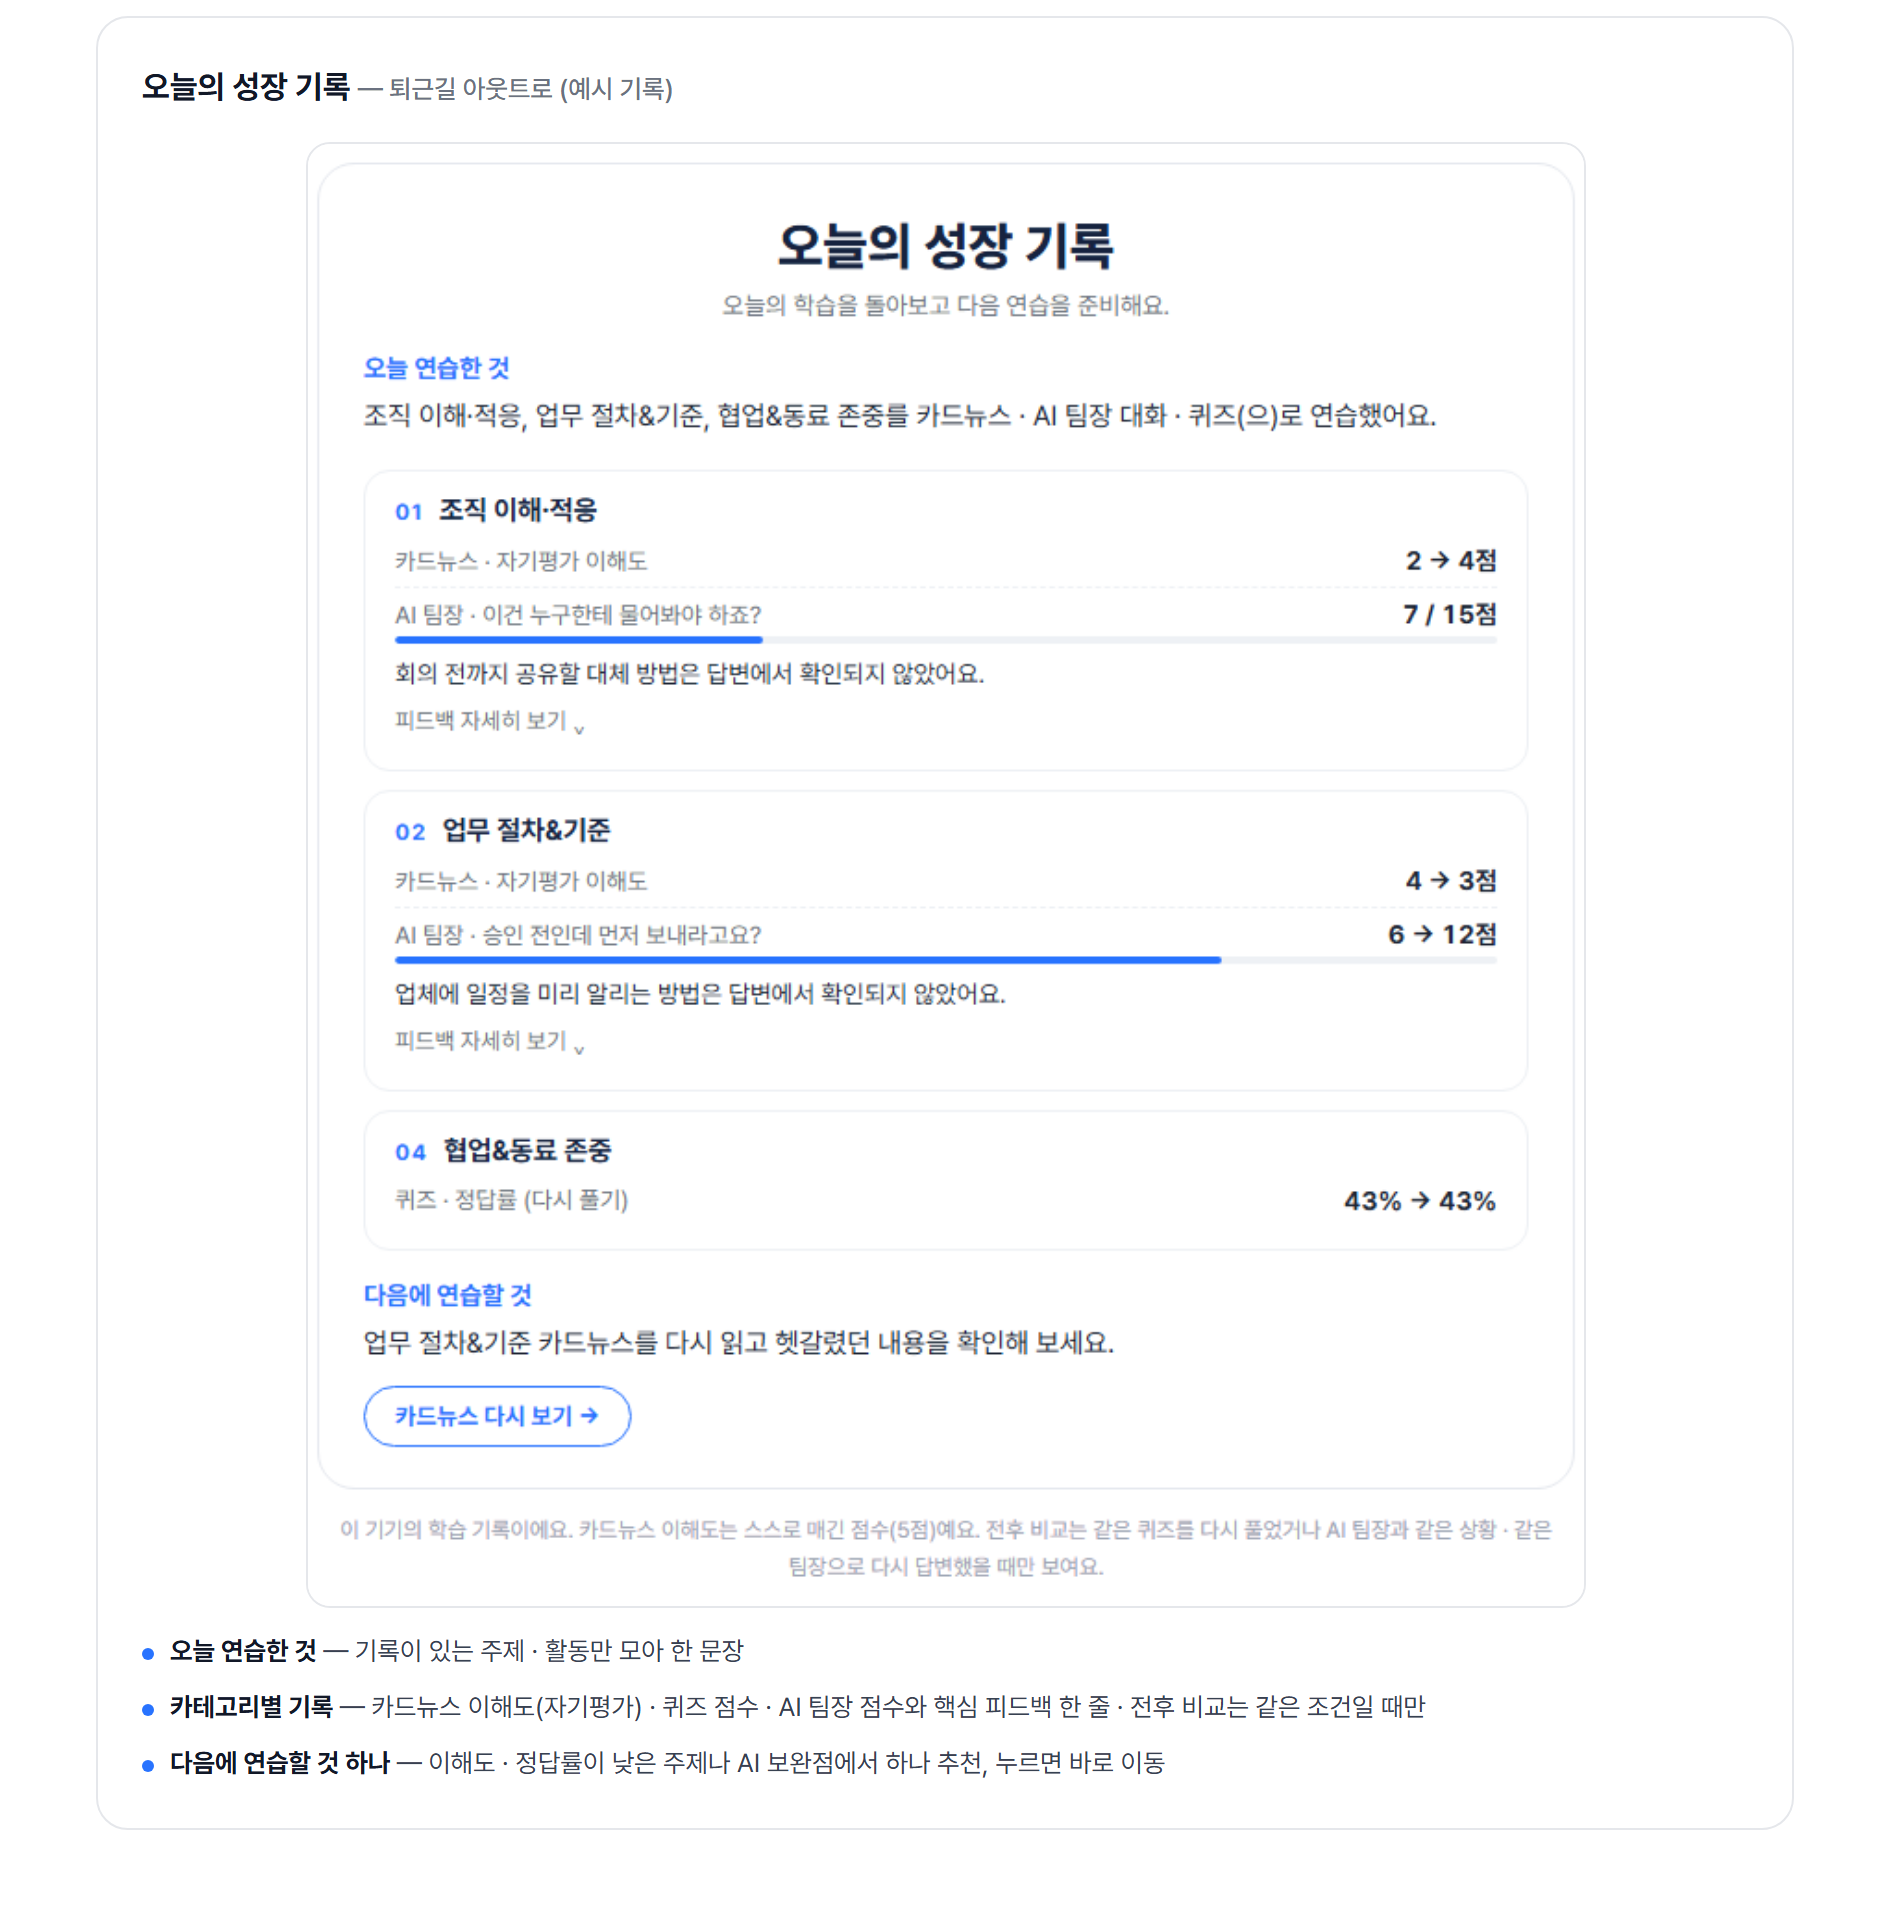 오늘의 성장 기록 — 퇴근길 아웃트로 (예시 기록)
오늘의 성장 기록
오늘의 학습을 돌아보고 다음 연습을 준비해요.
오늘 연습한 것
조직 이해·적응, 업무 절차&기준, 협업&동료 존중를 카드뉴스 · AI 팀장 대화 · 퀴즈(으)로 연습했어요.
01 조직 이해·적응
카드뉴스 · 자기평가 이해도 2 → 4점
AI 팀장 · 이건 누구한테 물어봐야 하죠? 7 / 15점
회의 전까지 공유할 대체 방법은 답변에서 확인되지 않았어요.
피드백 자세히 보기 ˅
02 업무 절차&기준
카드뉴스 · 자기평가 이해도 4 → 3점
AI 팀장 · 승인 전인데 먼저 보내라고요? 6 → 12점
업체에 일정을 미리 알리는 방법은 답변에서 확인되지 않았어요.
피드백 자세히 보기 ˅
04 협업&동료 존중
퀴즈 · 정답률 (다시 풀기) 43% → 43%
다음에 연습할 것
업무 절차&기준 카드뉴스를 다시 읽고 헷갈렸던 내용을 확인해 보세요.
카드뉴스 다시 보기 →
이 기기의 학습 기록이에요. 카드뉴스 이해도는 스스로 매긴 점수(5점)예요. 전후 비교는 같은 퀴즈를 다시 풀었거나 AI 팀장과 같은 상황 · 같은
팀장으로 다시 답변했을 때만 보여요.
오늘 연습한 것 — 기록이 있는 주제 · 활동만 모아 한 문장
카테고리별 기록 — 카드뉴스 이해도(자기평가) · 퀴즈 점수 · AI 팀장 점수와 핵심 피드백 한 줄 · 전후 비교는 같은 조건일 때만
다음에 연습할 것 하나 — 이해도 · 정답률이 낮은 주제나 AI 보완점에서 하나 추천, 누르면 바로 이동